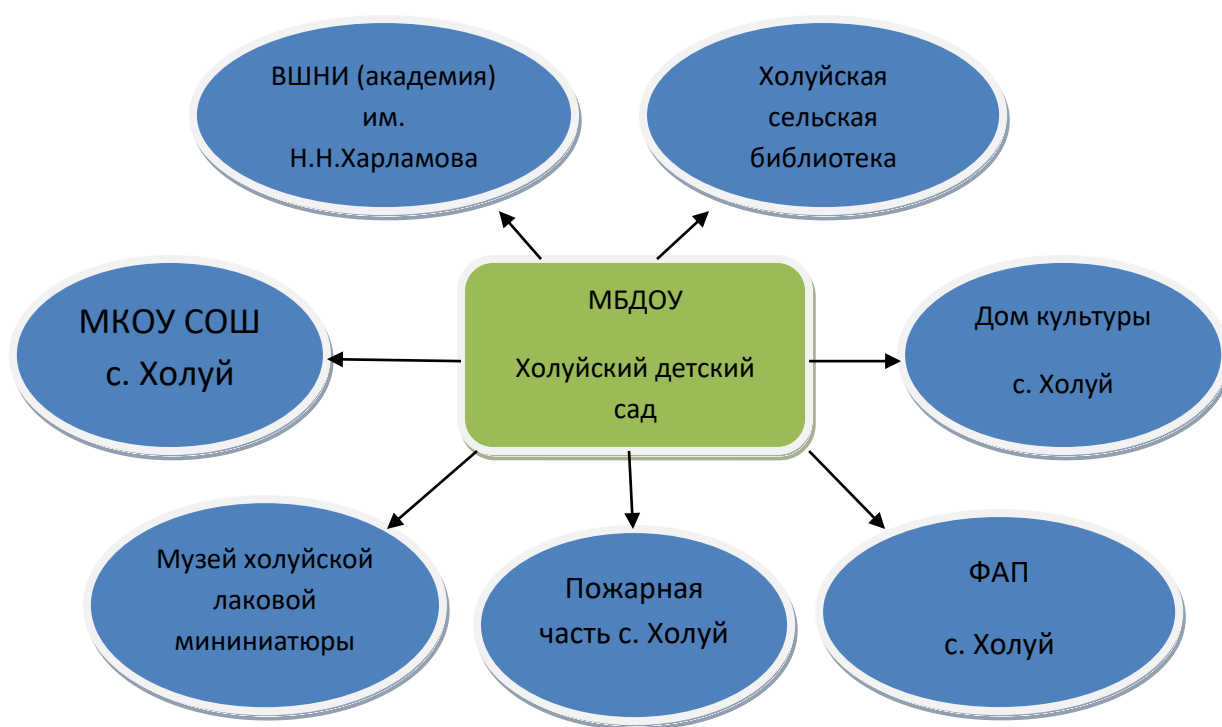 ВШНИ (академия)
им.
Н.Н.Харламова
Холуйская
сельская
библиотека
МКОУ СОШ
с. Холуй
МБДОУ
Холуйский детский
сад
Дом культуры
с. Холуй
Музей холуйской
лаковой
мининиатюры
Пожарная
часть с. Холуй
ФАП
с. Холуй